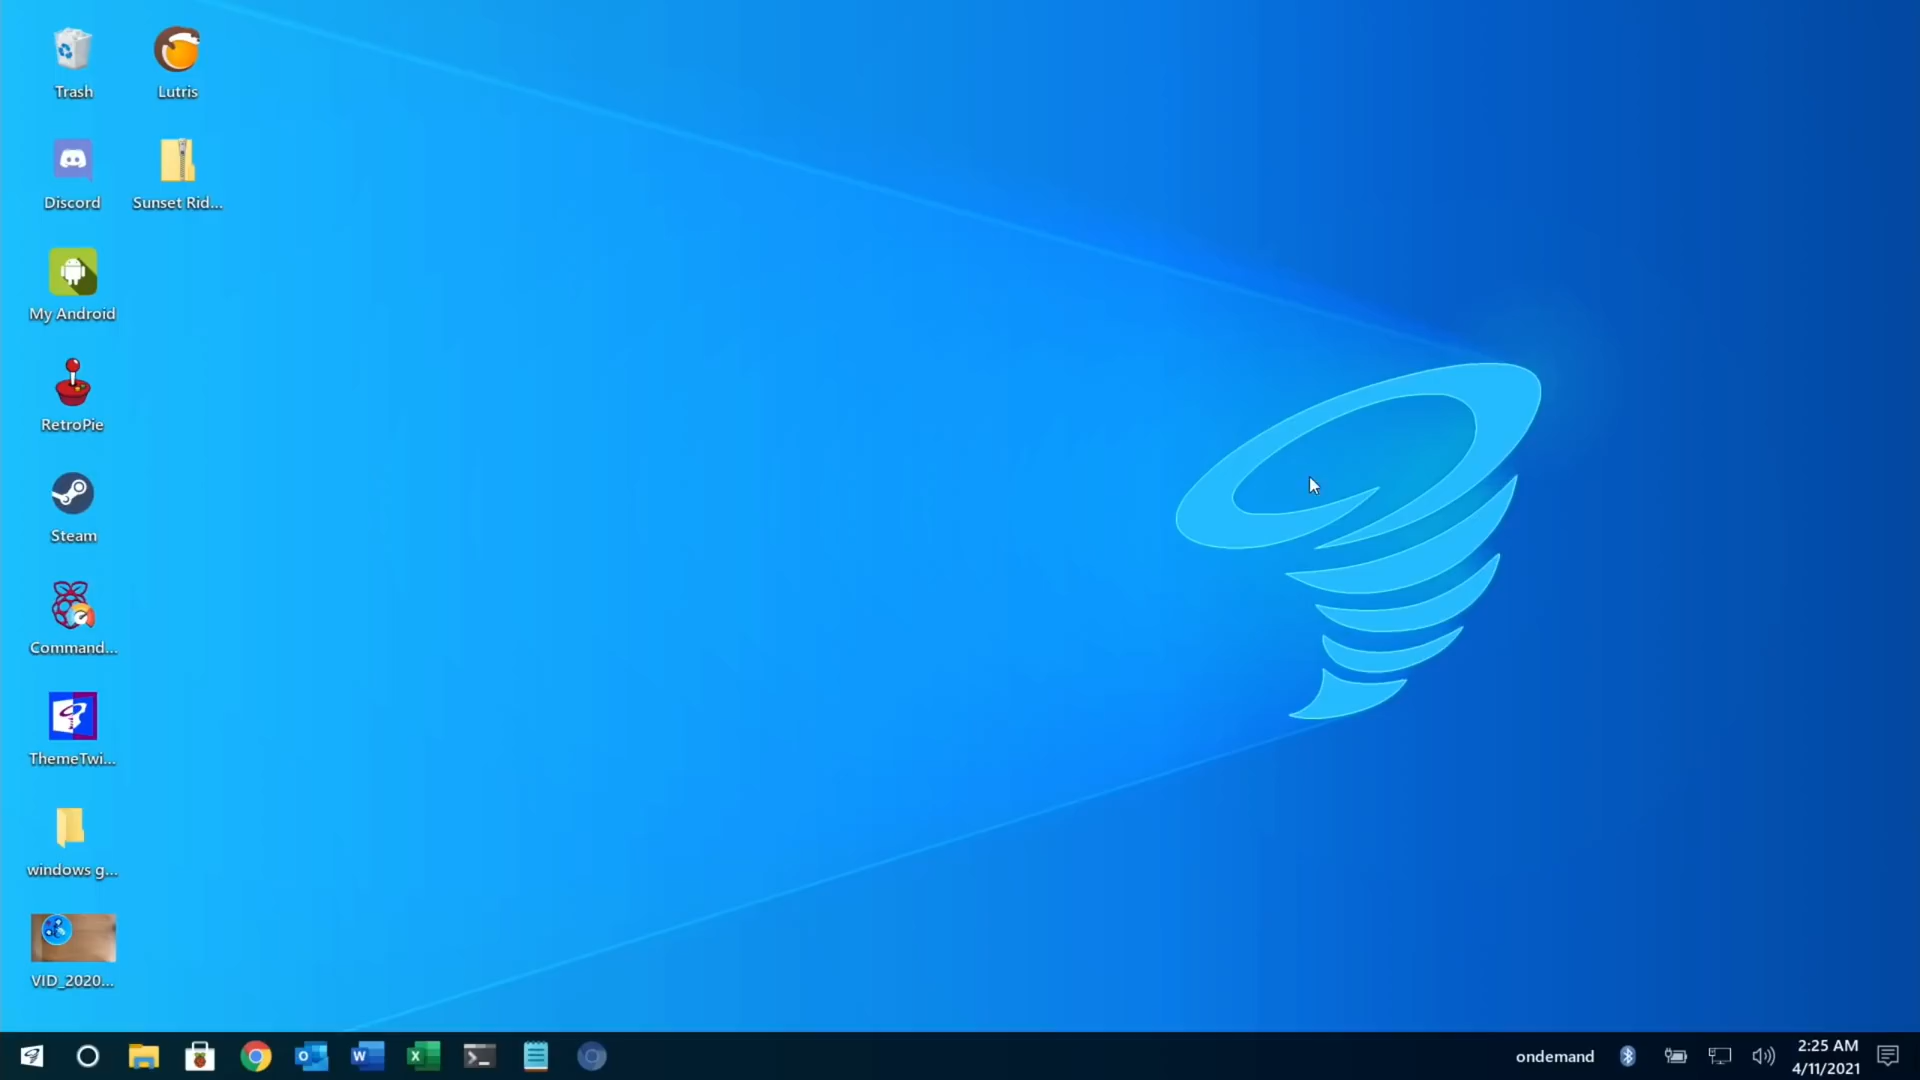 Trash
Lutris
Discord
Sunset Rid...
My Android
RetroPie
Steam
Command...
ThemeTwi...
windows g...
VID_2020...
ondemand
2:25 AM
4/11/2021